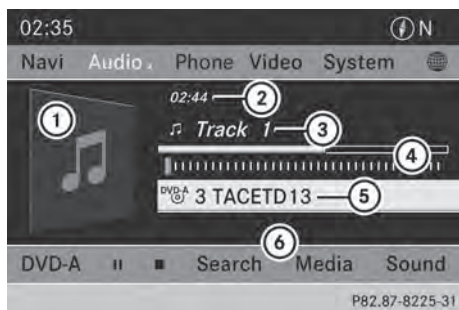 02:35 N
Navi Audio Phone Video System
02:44 2
1
Track 1 3
4
DVD-A 3 TACETD13 5
6
DVD-A Search Media Sound
P82.87-8225-31